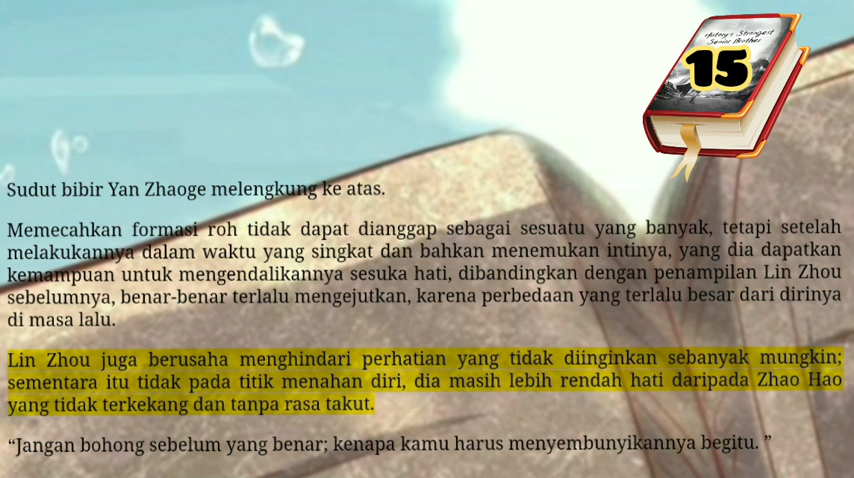 History's Strongest
Senior Brother
15
Sudut bibir Yan Zhaoge melengkung ke atas.
Memecahkan formasi roh tidak dapat dianggap sebagai sesuatu yang banyak, tetapi setelah
melakukannya dalam waktu yang singkat dan bahkan menemukan intinya, yang dia dapatkan
kemampuan untuk mengendalikannya sesuka hati, dibandingkan dengan penampilan Lin Zhou
sebelumnya, benar-benar terlalu mengejutkan, karena perbedaan yang terlalu besar dari dirinya
di masa lalu.
Lin Zhou juga berusaha menghindari perhatian yang tidak diinginkan sebanyak mungkin;
sementara itu tidak pada titik menahan diri, dia masih lebih rendah hati daripada Zhao Hao
yang tidak terkekang dan tanpa rasa takut.
“Jangan bohong sebelum yang benar; kenapa kamu harus menyembunyikannya begitu. ”